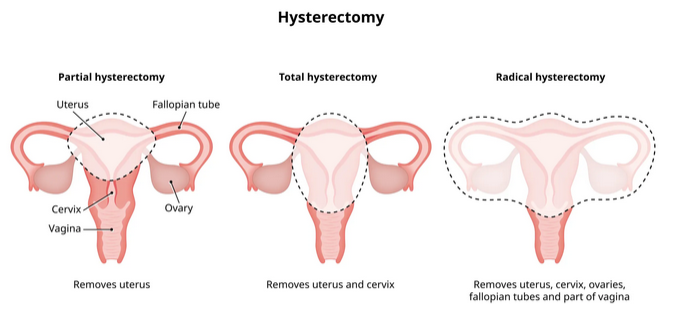 Hysterectomy
Partial hysterectomy
Total hysterectomy
Radical hysterectomy
Uterus
Fallopian tube
Cervix
Ovary
Vagina
Removes uterus
Removes uterus and cervix
Removes uterus, cervix, ovaries,
fallopian tubes and part of vagina